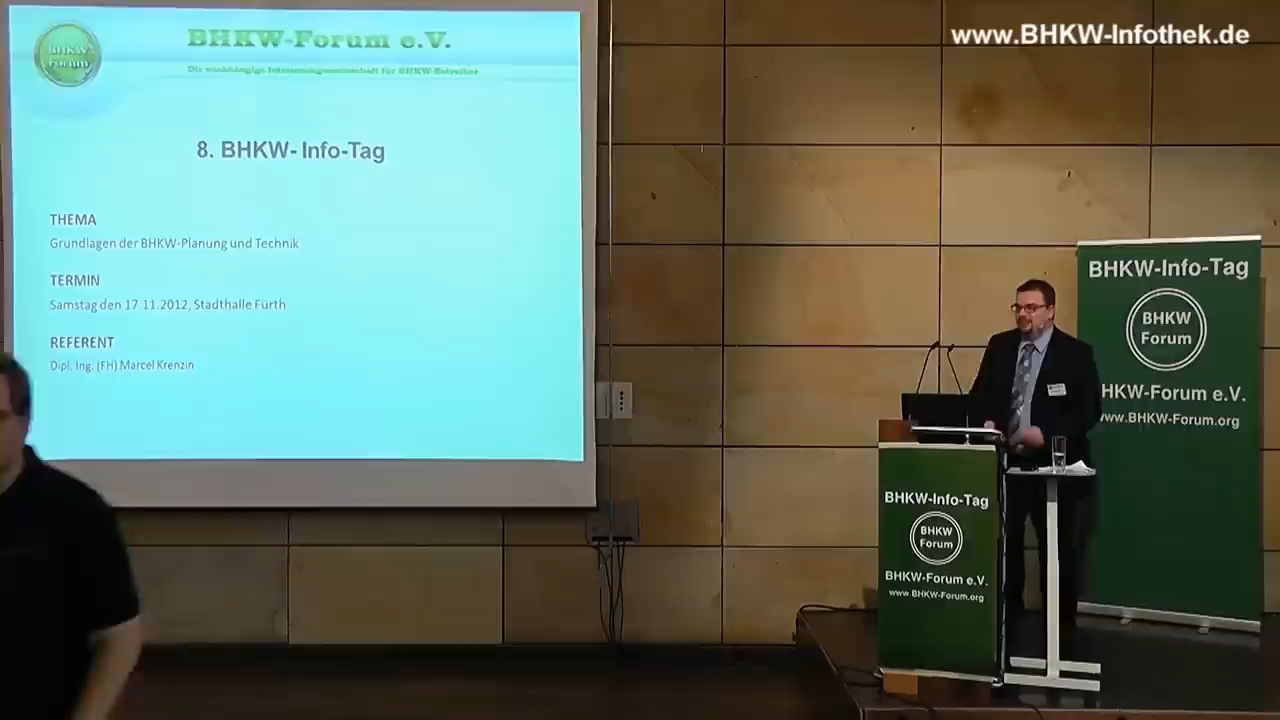 www.BHKW-Infothek.de
BHKW-
Forum
BHKW-Forum e.V.
Die unabhängige Interessengemeinschaft für BHKW-Betreiber
8. BHKW- Info-Tag
THEMA
Grundlagen der BHKW-Planung und Technik
TERMIN
Samstag den 17 11.2012, Stadthalle Fürth
REFERENT
Dipl. Ing. (FH) Marcel Krenzin
BHKW-Info-Tag
BHKW
Forum
HKW-Forum e.V.
www.BHKW-Forum.org
BHKW-Info-Tag
BHKW
Forum
BHKW-Forum e.V.
www.BHKW-Forum.org